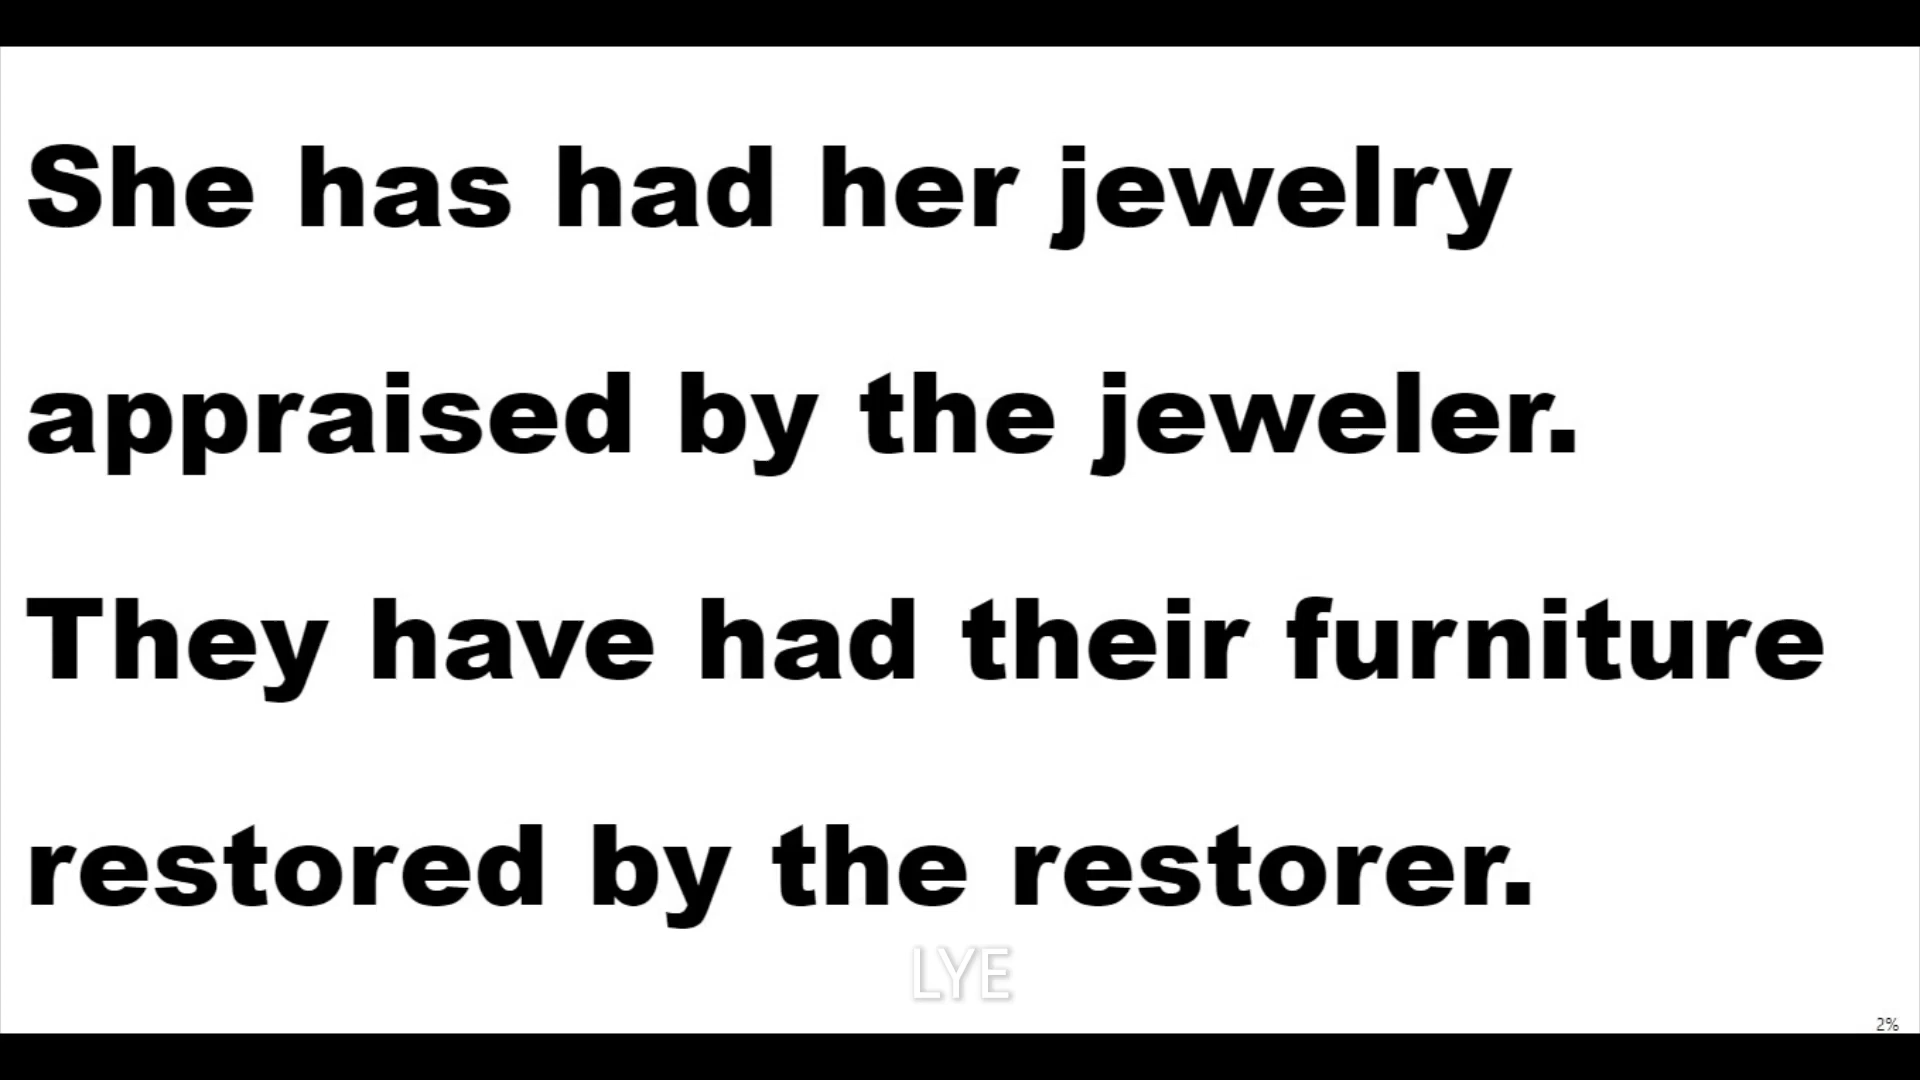 She has had her jewelry
appraised by the jeweler.
They have had their furniture
restored by the restorer.
LYE
2%